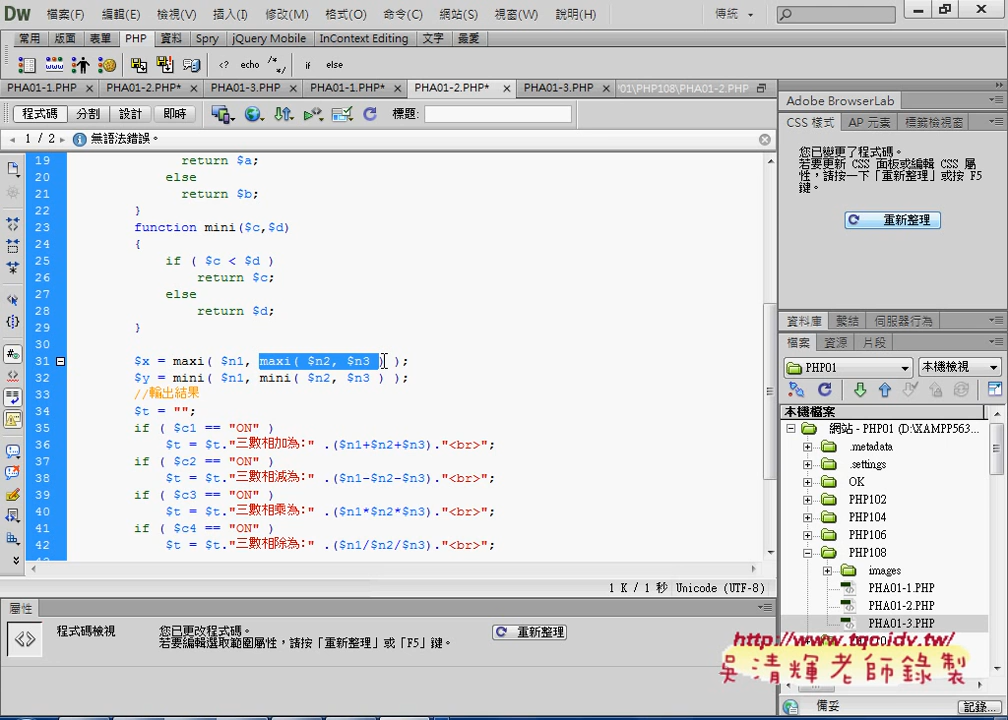 Dw 檔案(F) 編輯(E) 檢視(V) 插入(I) 修改(M) 格式(O) 命令(C) 網站(S) 視窗(W) 說明(H) 傳統
常用 版面 表單 PHP 資料 Spry jQuery Mobile InContext Editing 文字 最愛
<? echo /* */ if else
PHA01-1.PHP PHA01-2.PHP* PHA01-3.PHP PHA01-1.PHP* PHA01-2.PHP* PHA01-3.PHP 01\PHP108\PHA01-2.PHP
程式碼 分割 設計 即時 標題:
1 / 2 無語法錯誤。
19 return $a;
20 else
21 return $b;
22 }
23 function mini($c,$d)
24 {
25 if ( $c < $d )
26 return $c;
27 else
28 return $d;
29 }
30
31 $x = maxi( $n1, maxi( $n2, $n3 ) );
32 $y = mini( $n1, mini( $n2, $n3 ) );
33 //輸出結果
34 $t = "";
35 if ( $c1 == "ON" )
36 $t = $t."三數相加為:" .($n1+$n2+$n3)."<br>";
37 if ( $c2 == "ON" )
38 $t = $t."三數相減為:" .($n1-$n2-$n3)."<br>";
39 if ( $c3 == "ON" )
40 $t = $t."三數相乘為:" .($n1*$n2*$n3)."<br>";
41 if ( $c4 == "ON" )
42 $t = $t."三數相除為:" .($n1/$n2/$n3)."<br>";
1 K / 1 秒 Unicode (UTF-8)
屬性
程式碼檢視
您已更改程式碼。
若要編輯選取範圍屬性，請按「重新整理」或「F5」鍵。
重新整理
Adobe BrowserLab
CSS 樣式 AP 元素 標籤檢視窗
您已變更了程式碼。
若要更新 CSS 面板或編輯 CSS 屬
性，請按一下「重新整理」或按 F5
鍵。
重新整理
資料庫 繫結 伺服器行為
檔案 資源 片段
PHP01 本機檢視
本機檔案
網站 - PHP01 (D:\XAMPP563...
.metadata
.settings
OK
PHP102
PHP104
PHP106
PHP108
images
PHA01-1.PHP
PHA01-2.PHP
PHA01-3.PHP
http://www.tqc.idv.tw/
吳清輝老師錄製
備妥 記錄...